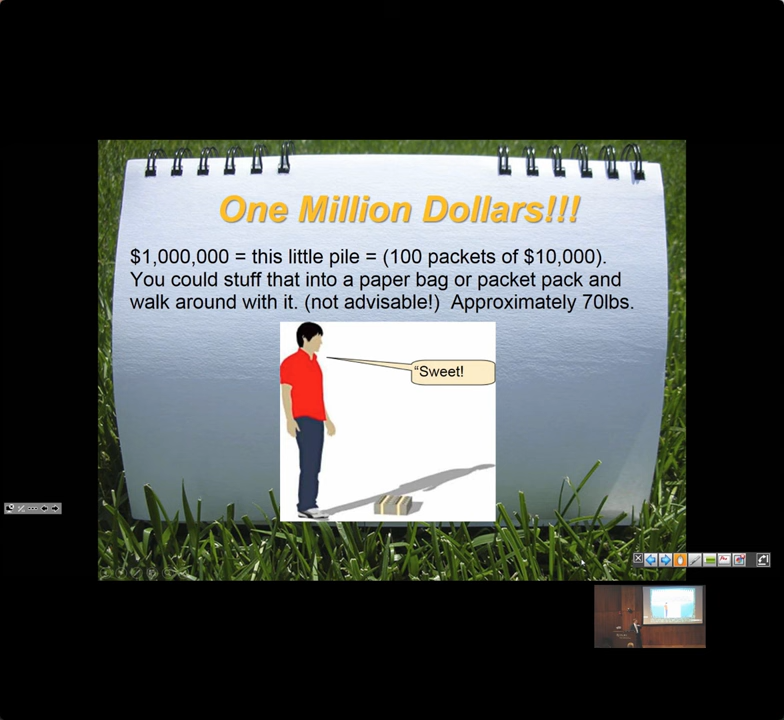 One Million Dollars!!!
$1,000,000 = this little pile = (100 packets of $10,000).
You could stuff that into a paper bag or packet pack and
walk around with it. (not advisable!)  Approximately 70lbs.
“Sweet!